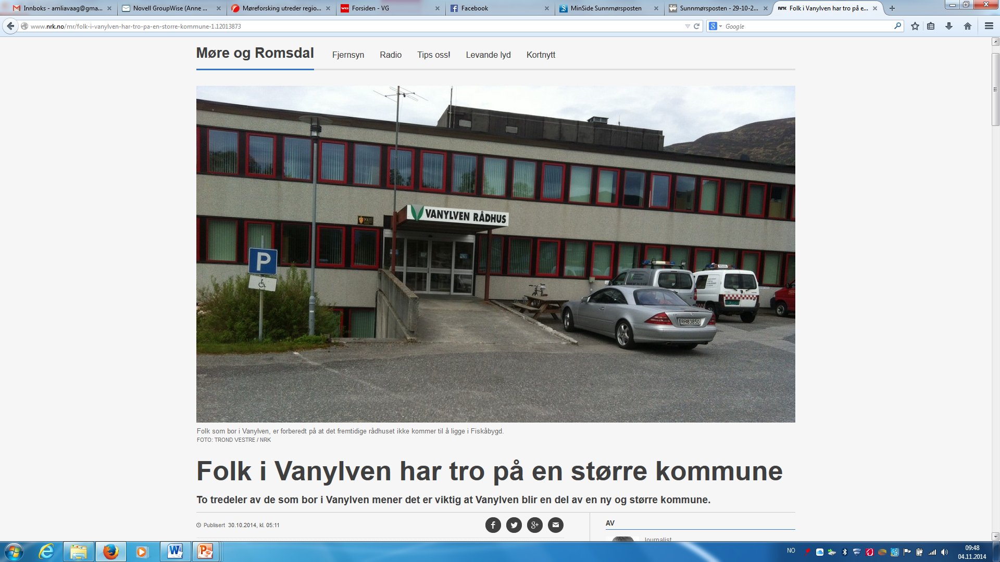 Innboks - amliavaag@gma...
Novell GroupWise (Anne ...
Møreforsking utreder regio...
Forsiden - VG
Facebook
MinSide Sunnmørsposten
Sunnmørsposten - 29-10-2...
nrk Folk i Vanylven har tro på e...
www.nrk.no/mr/folk-i-vanylven-har-tro-pa-en-storre-kommune-1.12013873
Google
Møre og Romsdal
Fjernsyn
Radio
Tips oss!
Levande lyd
Kortnytt
VANYLVEN RÅDHUS
POLITI
P
RH83850
Folk som bor i Vanylven, er forberedt på at det fremtidige rådhuset ikke kommer til å ligge i Fiskåbygd.
FOTO: TROND VESTRE / NRK
Folk i Vanylven har tro på en større kommune
To tredeler av de som bor i Vanylven mener det er viktig at Vanylven blir en del av en ny og større kommune.
Publisert 30.10.2014, kl. 05:11
AV
Journalist
NO
09:48
04.11.2014